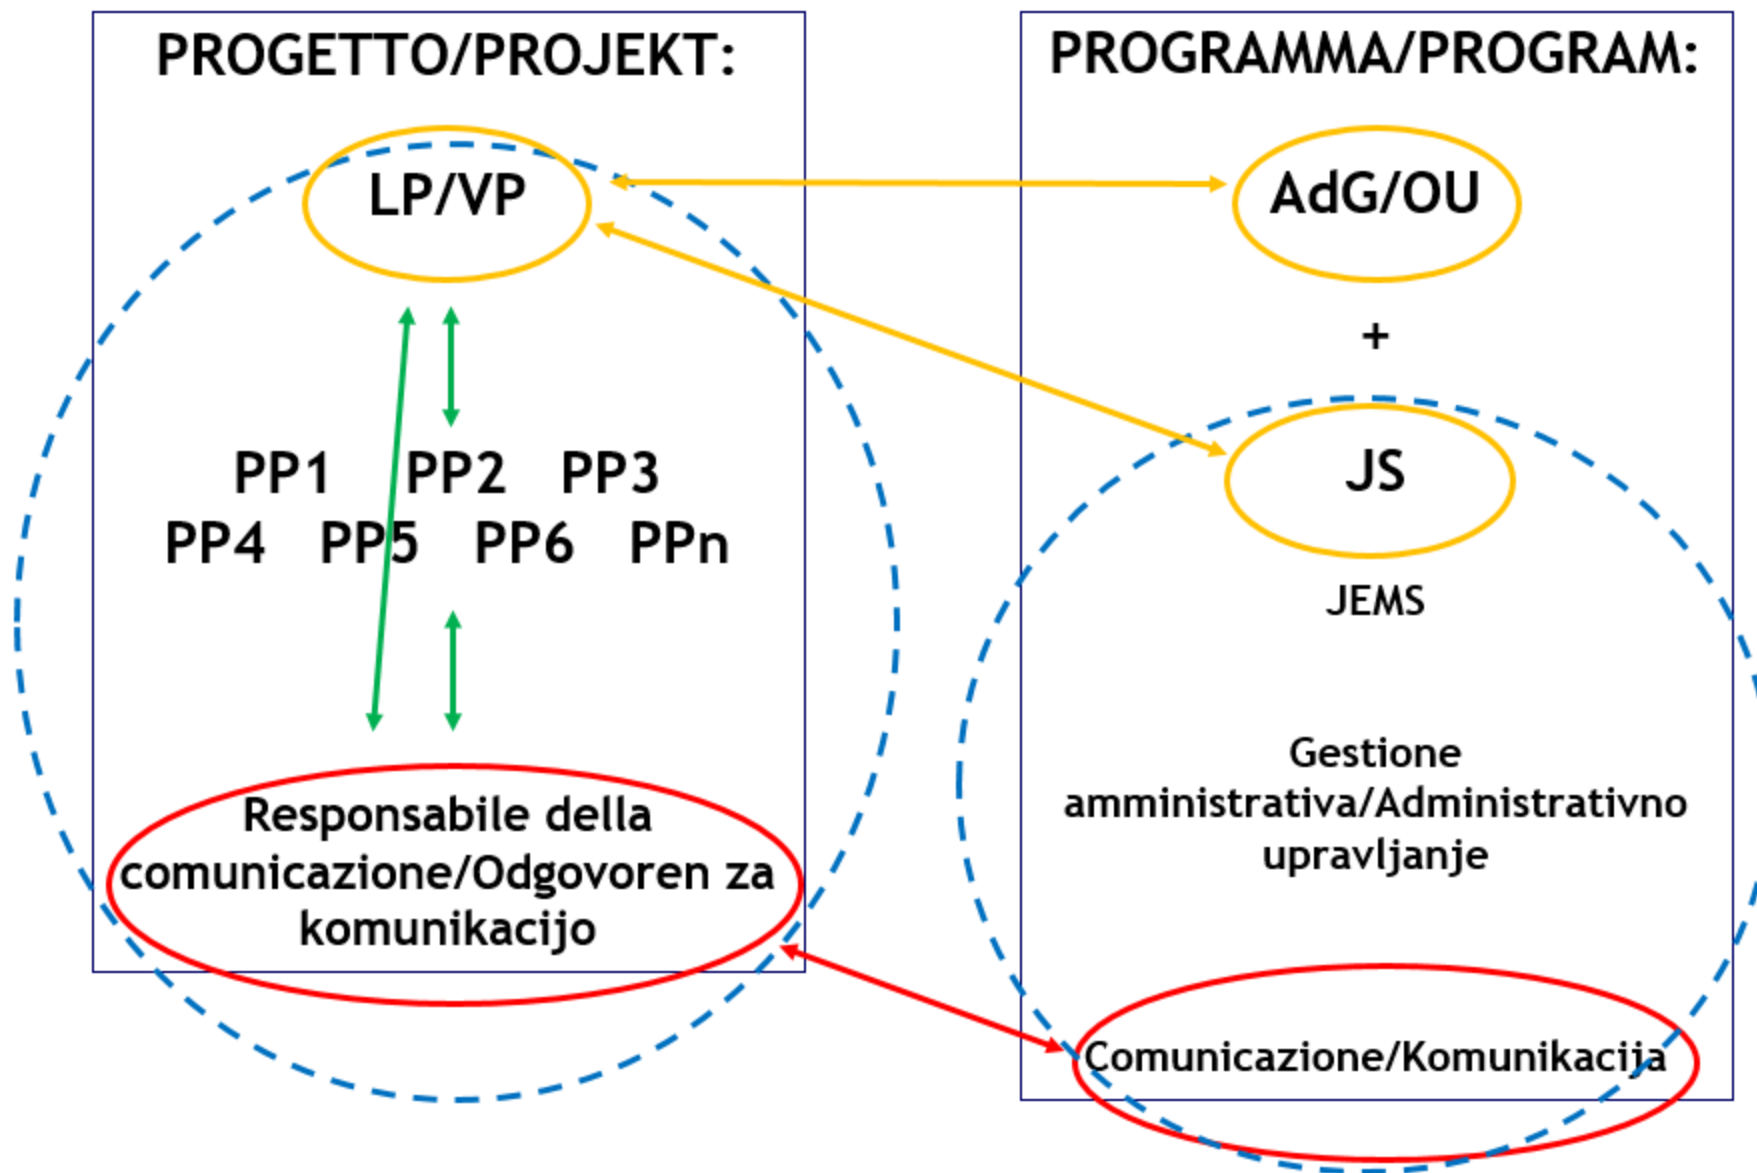 PROGETTO/PROJEKT:
LP/VP
PP1 PP2 PP3
PP4 PP5 PP6 PPn
Responsabile della
comunicazione/Odgovoren za
komunikacijo
PROGRAMMA/PROGRAM:
AdG/OU
+
JS
JEMS
Gestione
amministrativa/Administrativno
upravljanje
Comunicazione/Komunikacija